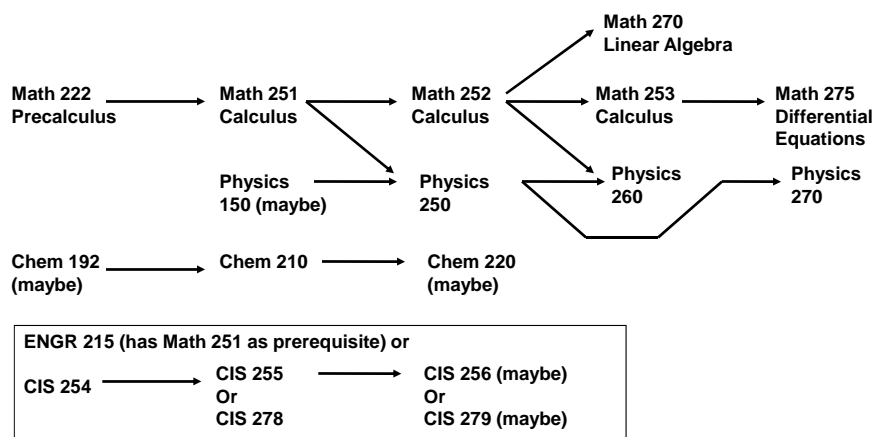 Math 270
Linear Algebra
Math 222
Precalculus
Math 251
Calculus
Math 252
Calculus
Math 253
Calculus
Math 275
Differential
Equations
Physics
150 (maybe)
Physics
250
Physics
260
Physics
270
Chem 192
(maybe)
Chem 210
Chem 220
(maybe)
ENGR 215 (has Math 251 as prerequisite) or
CIS 254
CIS 255
Or
CIS 278
CIS 256 (maybe)
Or
CIS 279 (maybe)